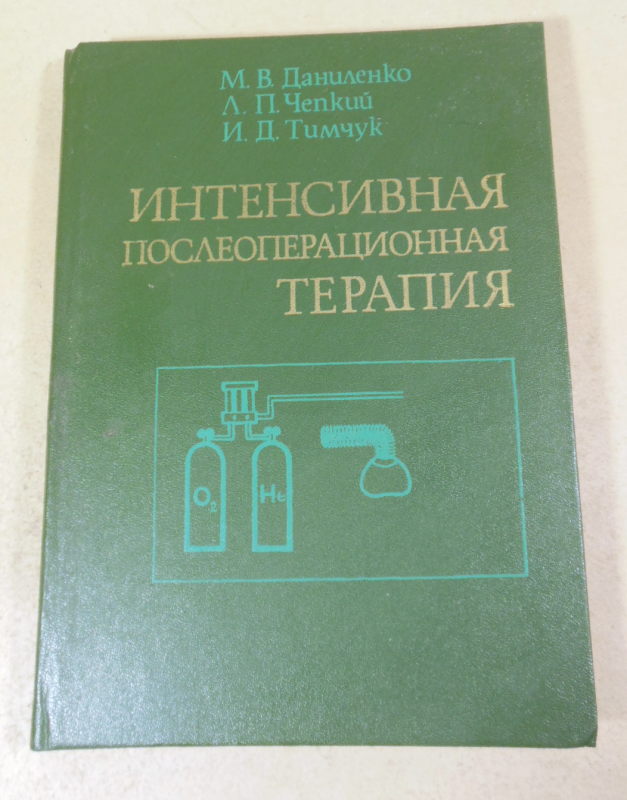 М. В. Даниленко
Л. П. Чепкий
И. Д. Тимчук
ИНТЕНСИВНАЯ
ПОСЛЕОПЕРАЦИОННАЯ
ТЕРАПИЯ
O2 He